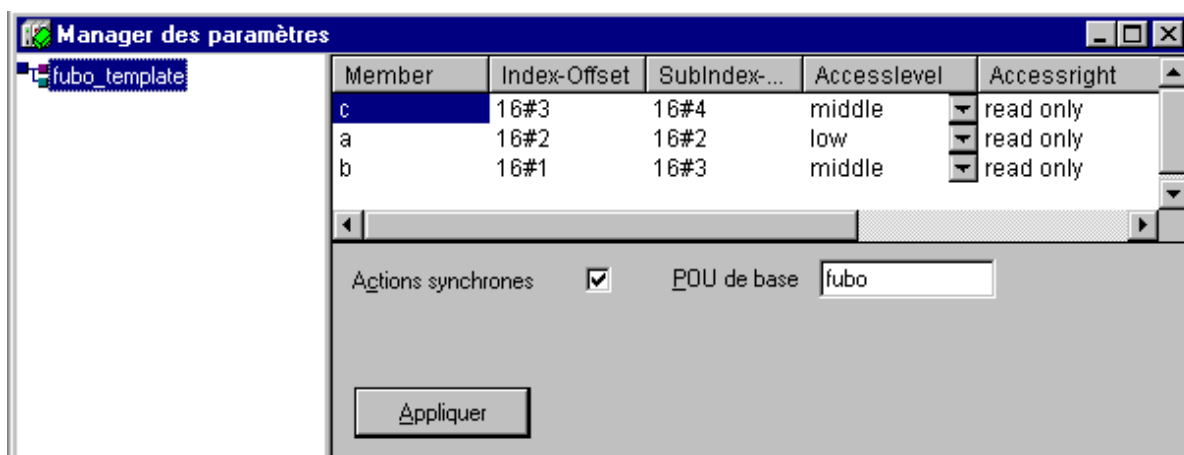 Manager des paramètres
fubo_template
Member Index-Offset SubIndex-... Accesslevel Accessright
c 16#3 16#4 middle read only
a 16#2 16#2 low read only
b 16#1 16#3 middle read only
Actions synchrones POU de base fubo
Appliquer